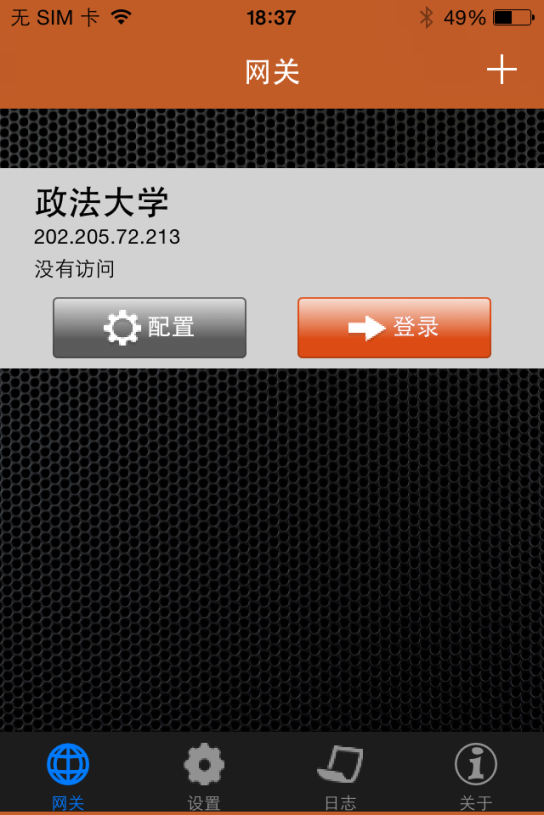 无 SIM 卡 18:37 49%
网关
政法大学
202.205.72.213
没有访问
配置 登录
网关 设置 日志 关于